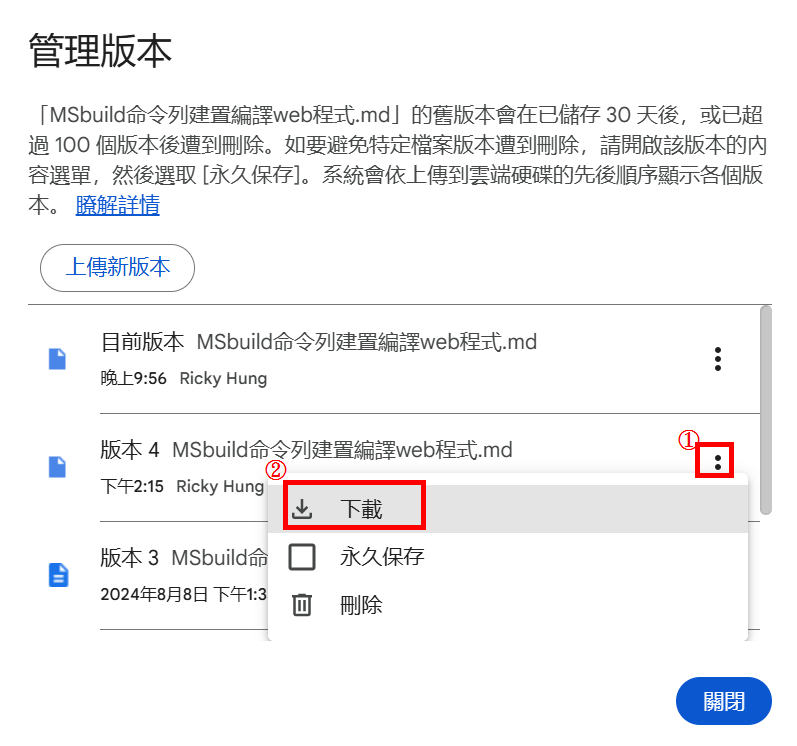 管理版本
「MSbuild命令列建置編譯web程式.md」的舊版本會在已儲存 30 天後，或已超
過 100 個版本後遭到刪除。如要避免特定檔案版本遭到刪除，請開啟該版本的內
容選單，然後選取 [永久保存]。系統會依上傳到雲端硬碟的先後順序顯示各個版
本。 瞭解詳情
上傳新版本
目前版本 MSbuild命令列建置編譯web程式.md
晚上9:56 Ricky Hung
版本 4 MSbuild命令列建置編譯web程式.md
①
下午2:15 Ricky Hung
②
下載
永久保存
刪除
版本 3 MSbuild命
2024年8月8日 下午1:3
關閉